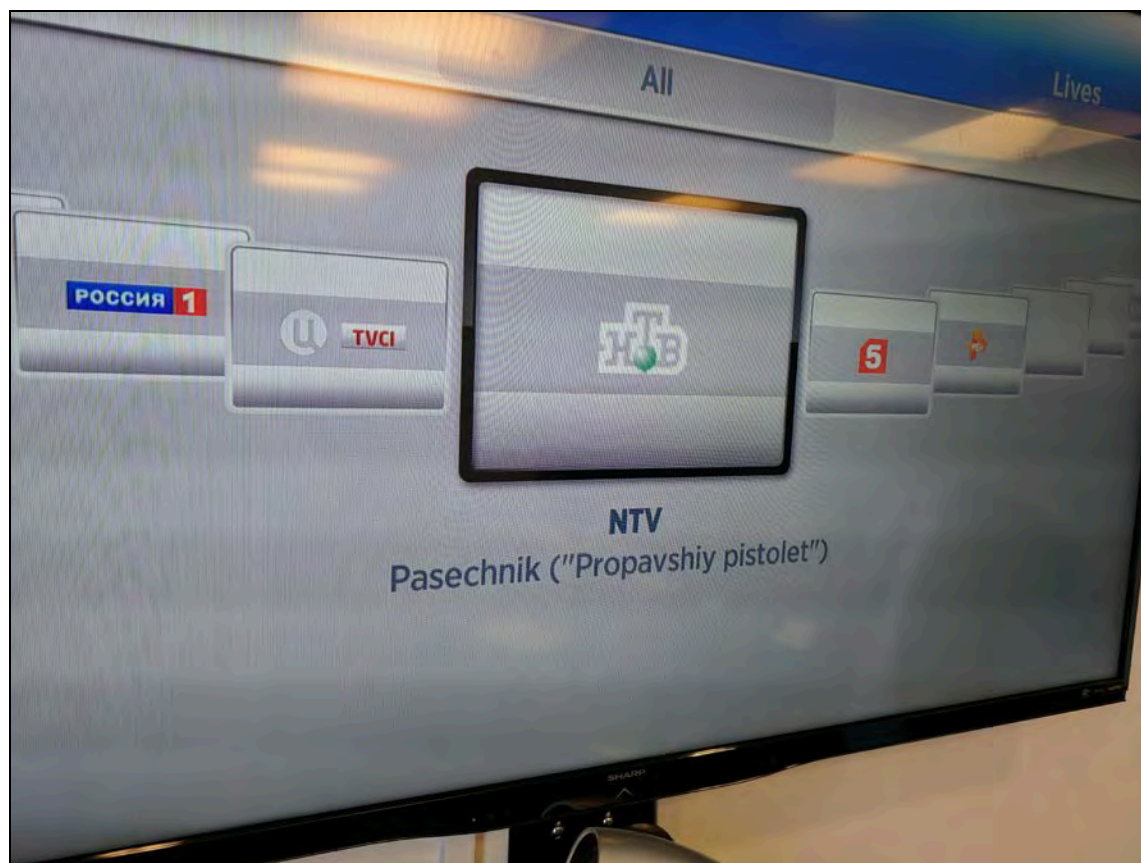 All
Lives
РОССИЯ 1
Ц TVCI
НТВ
5
NTV
Pasechnik ("Propavshiy pistolet")
SHARP